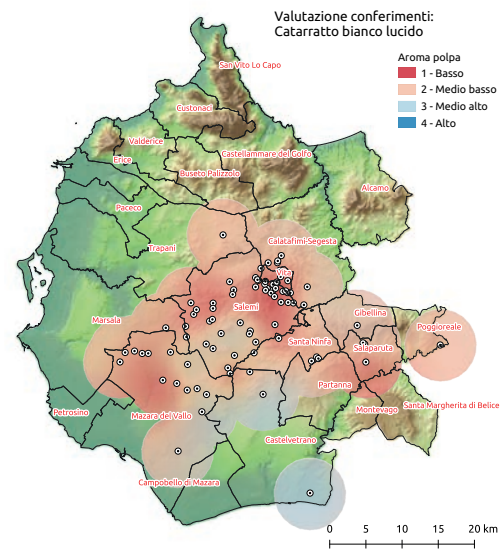 Valutazione conferimenti:
Catarratto bianco lucido
Aroma polpa
1 - Basso
2 - Medio basso
3 - Medio alto
4 - Alto
San Vito Lo Capo
Custonaci
Valderice
Erice
Castellammare del Golfo
Buseto Palizzolo
Alcamo
Paceco
Trapani
Calatafimi-Segesta
Vita
Marsala
Salemi
Gibellina
Poggioreale
Santa Ninfa
Salaparuta
Partanna
Petrosino
Mazara del Vallo
Montevago
Santa Margherita di Belice
Castelvetrano
Campobello di Mazara
0 5 10 15 20 km